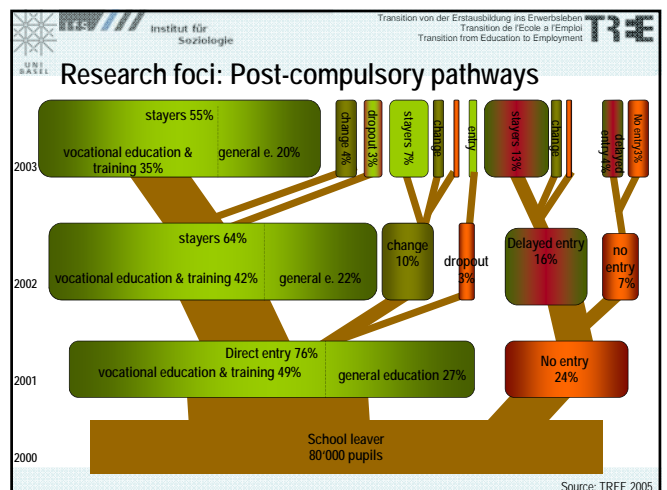 IfS
Institut für
Soziologie
UNI
BASEL
Transition von der Erstausbildung ins Erwerbsleben
Transition de l'Ecole a l'Emploi
Transition from Education to Employment
TREE
Research foci: Post-compulsory pathways
2003
stayers 55%
vocational education &
training 35%
general e. 20%
change 4%
dropout 3%
stayers 7%
change
entry
stayers 13%
change
delayed
entry 4%
No entry3%
2002
stayers 64%
vocational education & training 42%
general e. 22%
change
10%
dropout
3%
Delayed entry
16%
no
entry
7%
2001
Direct entry 76%
vocational education & training 49%
general education 27%
No entry
24%
2000
School leaver
80'000 pupils
Source: TREE 2005